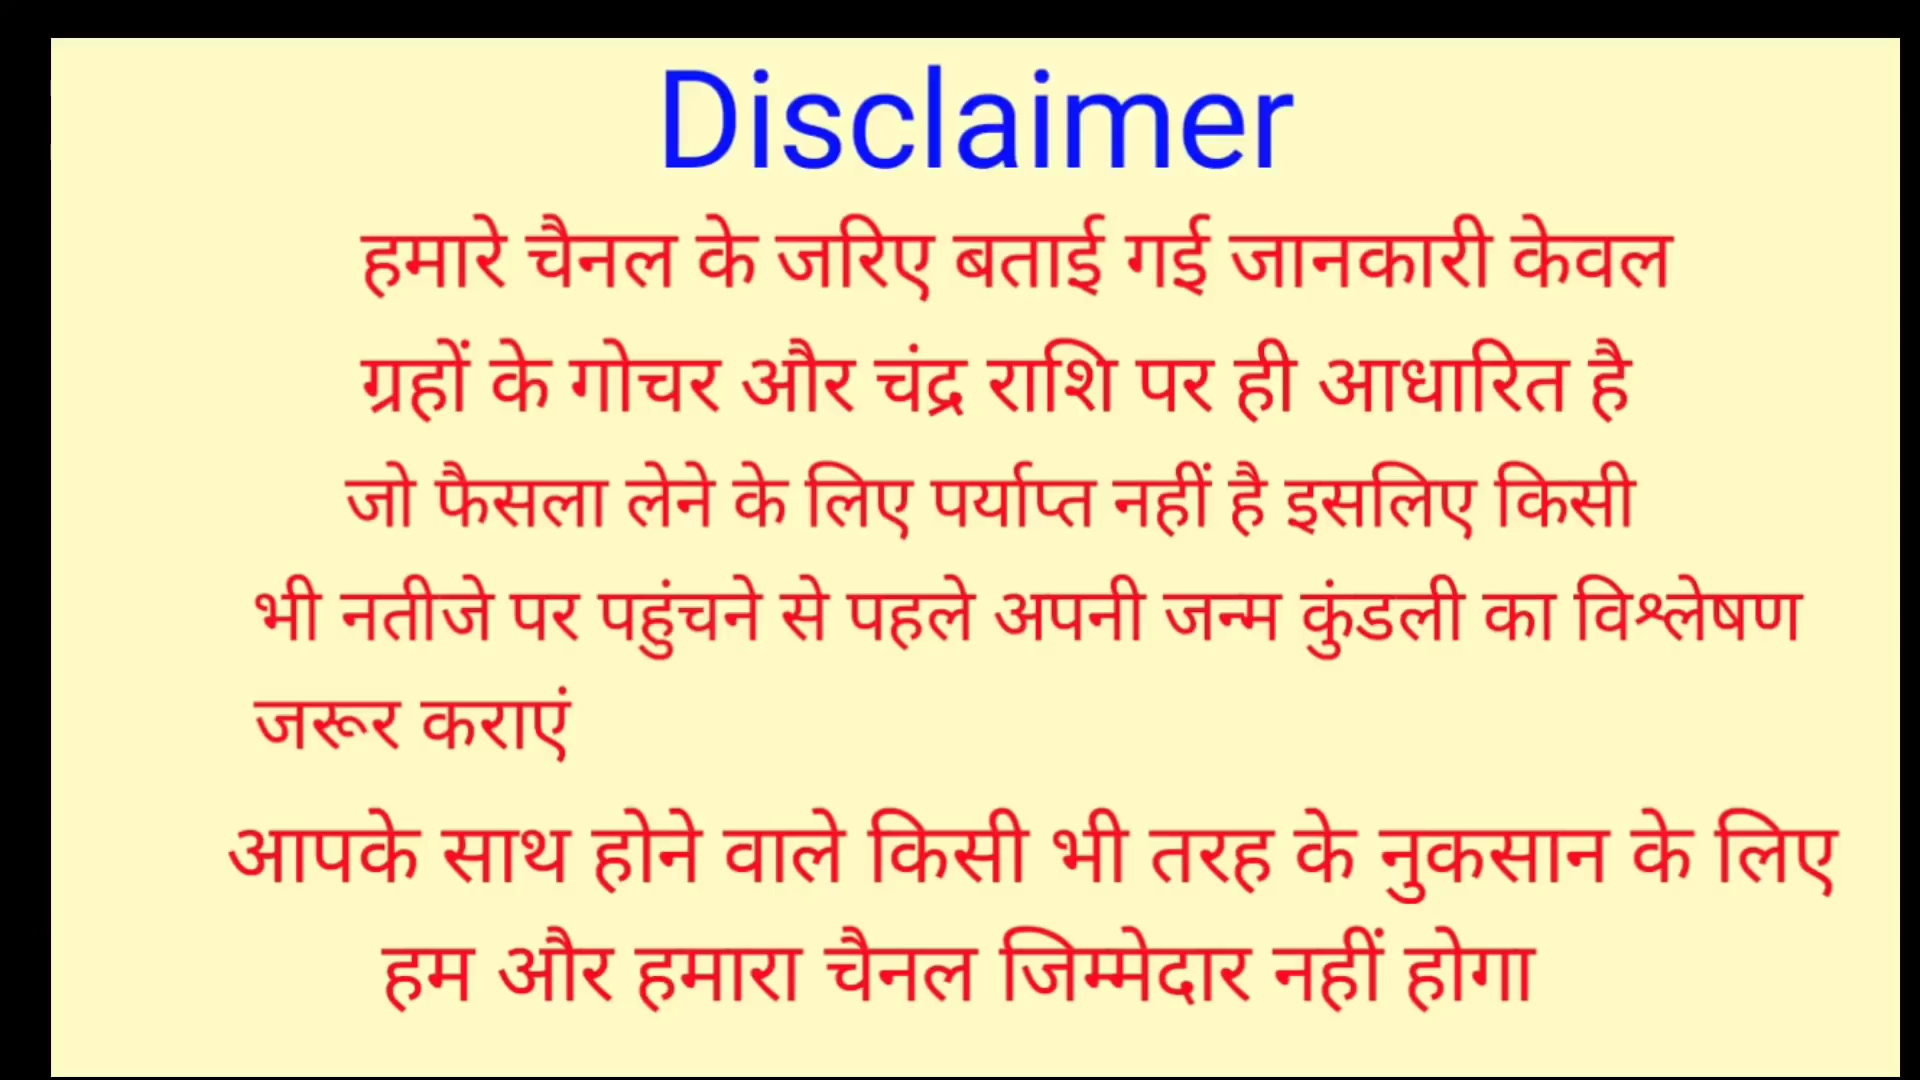 Disclaimer
हमारे चैनल के जरिए बताई गई जानकारी केवल
ग्रहों के गोचर और चंद्र राशि पर ही आधारित है
जो फैसला लेने के लिए पर्याप्त नहीं है इसलिए किसी
भी नतीजे पर पहुंचने से पहले अपनी जन्म कुंडली का विश्लेषण
जरूर कराएं
आपके साथ होने वाले किसी भी तरह के नुकसान के लिए
हम और हमारा चैनल जिम्मेदार नहीं होगा